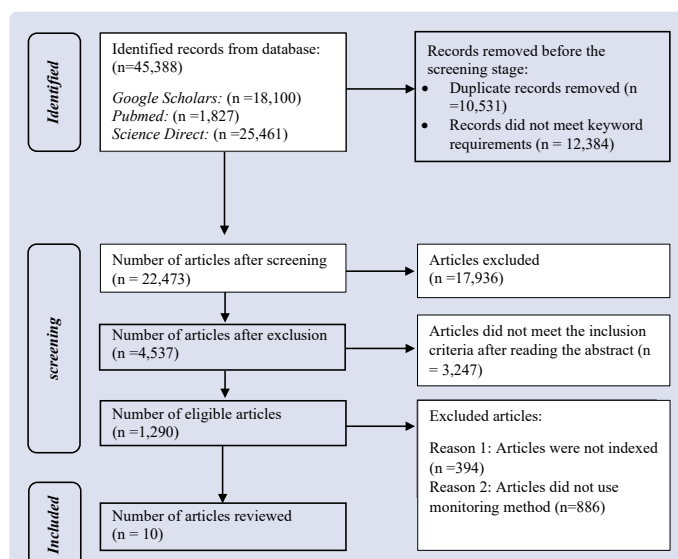 Identified
Identified records from database:
(n=45,388)
Google Scholars: (n =18,100)
Pubmed: (n =1,827)
Science Direct: (n =25,461)
Records removed before the
screening stage:
• Duplicate records removed (n
=10,531)
• Records did not meet keyword
requirements (n = 12,384)
screening
Number of articles after screening
(n = 22,473)
Articles excluded
(n =17,936)
Number of articles after exclusion
(n =4,537)
Articles did not meet the inclusion
criteria after reading the abstract (n
= 3,247)
Number of eligible articles
(n =1,290)
Excluded articles:
Reason 1: Articles were not indexed
(n =394)
Reason 2: Articles did not use
monitoring method (n=886)
Included
Number of articles reviewed
(n = 10)